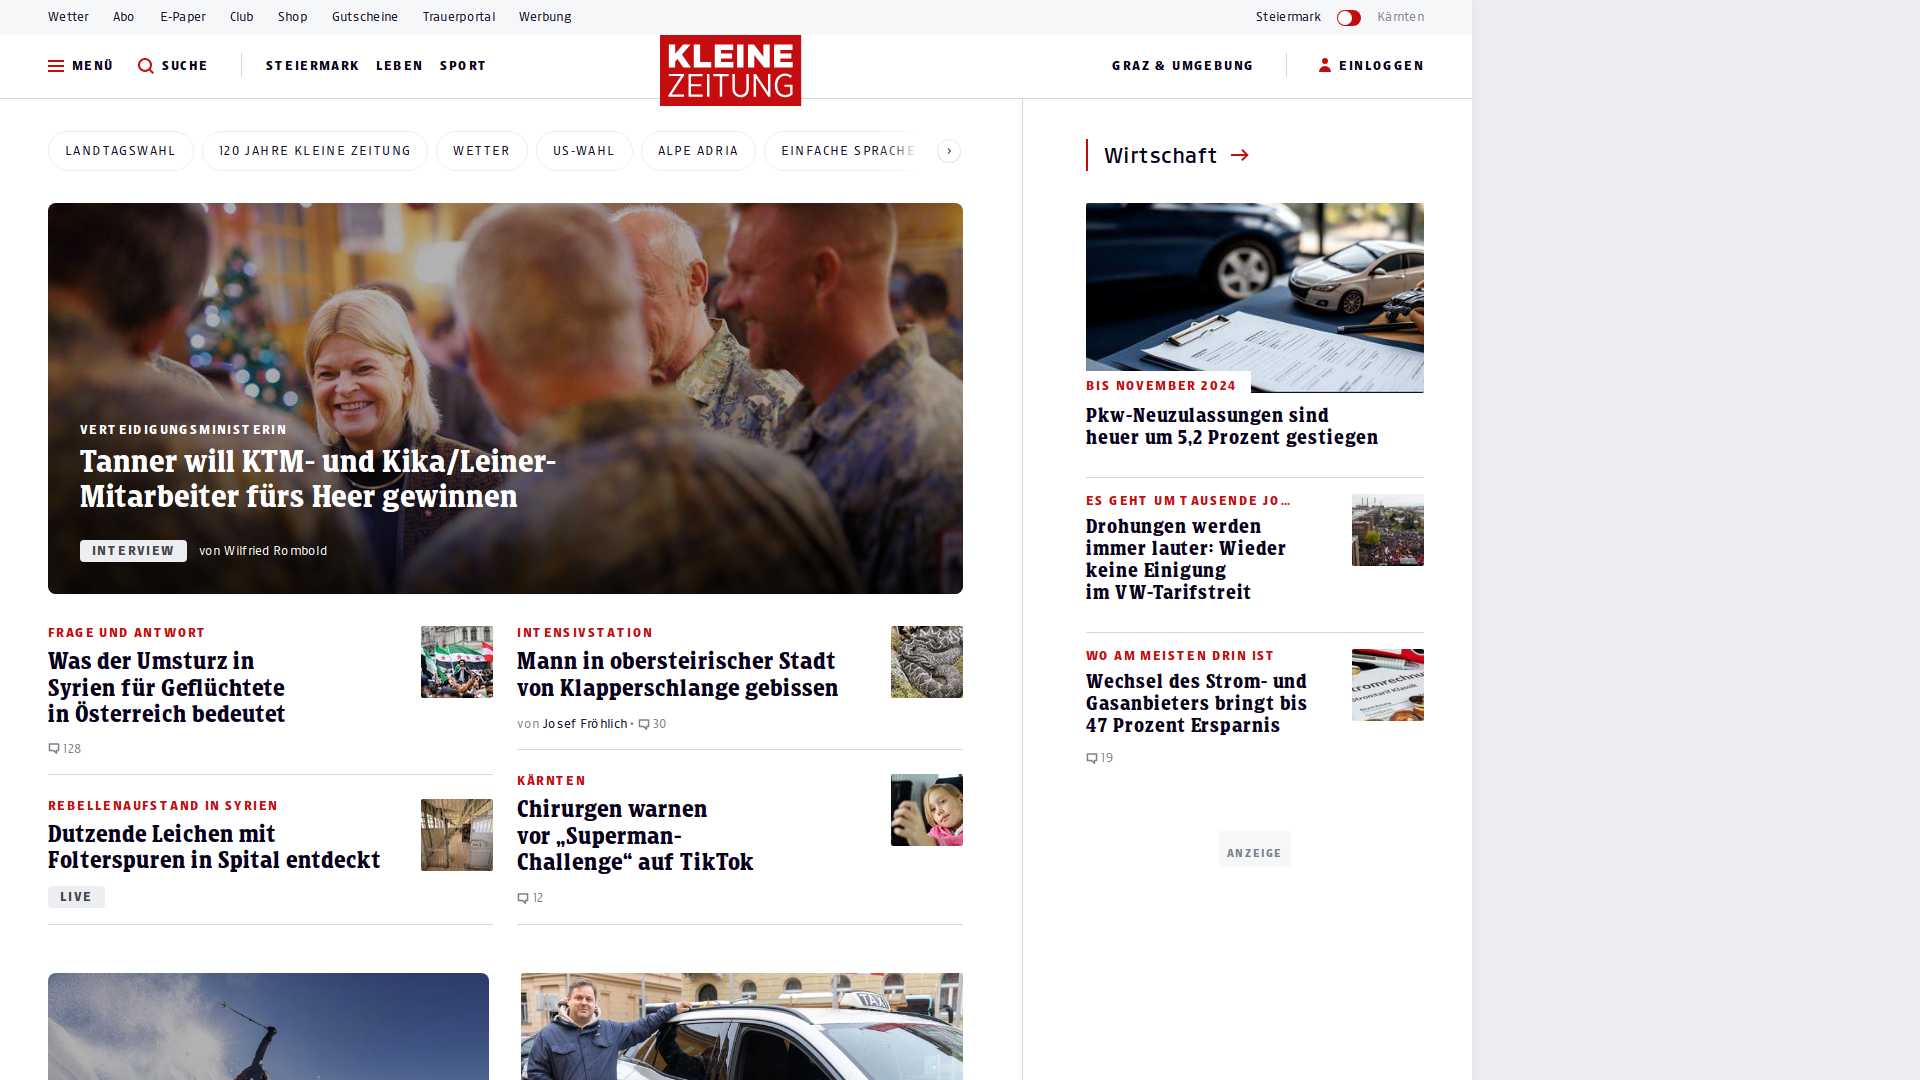 Wetter Abo E-Paper Club Shop Gutscheine Trauerportal Werbung Steiermark Kärnten
MENÜ SUCHE STEIERMARK LEBEN SPORT KLEINE ZEITUNG GRAZ & UMGEBUNG EINLOGGEN
LANDTAGSWAHL 120 JAHRE KLEINE ZEITUNG WETTER US-WAHL ALPE ADRIA EINFACHE SPRACHE
VERTEIDIGUNGSMINISTERIN
Tanner will KTM- und Kika/Leiner-
Mitarbeiter fürs Heer gewinnen
INTERVIEW von Wilfried Rombold
FRAGE UND ANTWORT
Was der Umsturz in
Syrien für Geflüchtete
in Österreich bedeutet
128
REBELLENAUFSTAND IN SYRIEN
Dutzende Leichen mit
Folterspuren in Spital entdeckt
LIVE
INTENSIVSTATION
Mann in obersteirischer Stadt
von Klapperschlange gebissen
von Josef Fröhlich • 30
KÄRNTEN
Chirurgen warnen
vor „Superman-
Challenge“ auf TikTok
12
TAXI
Wirtschaft
BIS NOVEMBER 2024
Pkw-Neuzulassungen sind
heuer um 5,2 Prozent gestiegen
ES GEHT UM TAUSENDE JO...
Drohungen werden
immer lauter: Wieder
keine Einigung
im VW-Tarifstreit
WO AM MEISTEN DRIN IST
Wechsel des Strom- und
Gasanbieters bringt bis
47 Prozent Ersparnis
19
ANZEIGE